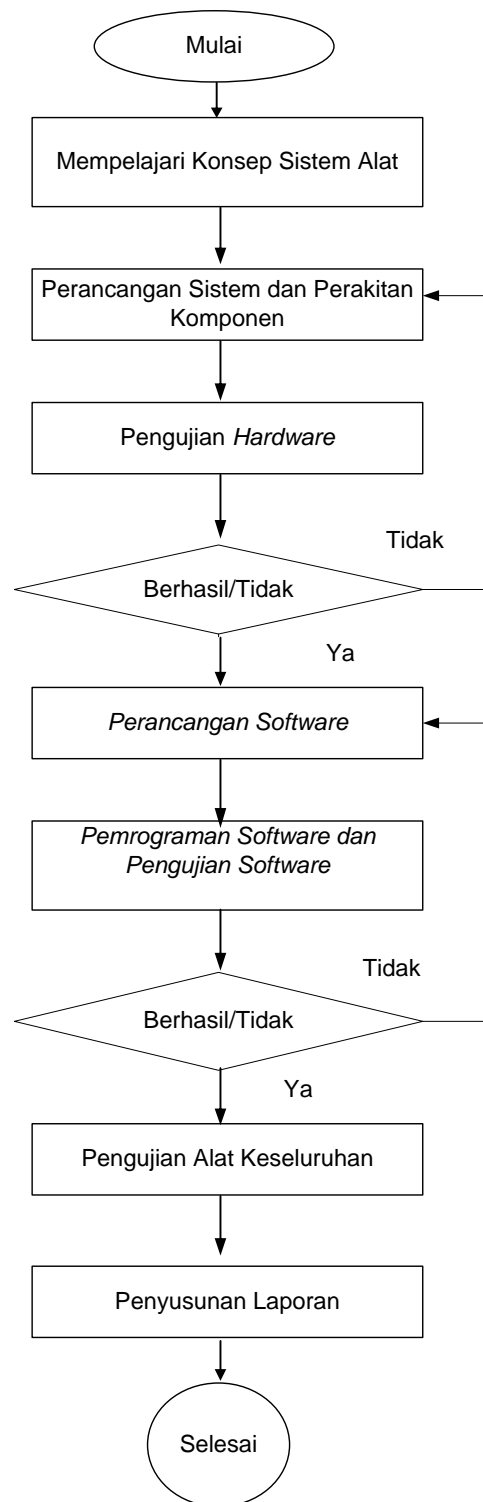 Mulai
Mempelajari Konsep Sistem Alat
Perancangan Sistem dan Perakitan
Komponen
Pengujian Hardware
Tidak
Berhasil/Tidak
Ya
Perancangan Software
Pemrograman Software dan
Pengujian Software
Tidak
Berhasil/Tidak
Ya
Pengujian Alat Keseluruhan
Penyusunan Laporan
Selesai